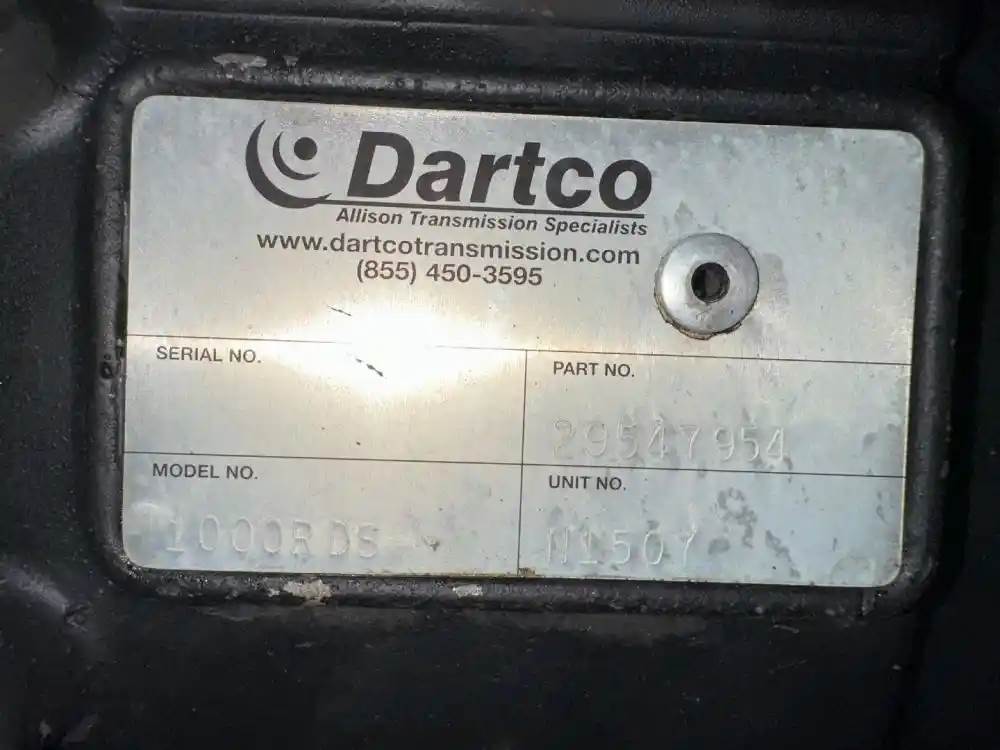 Dartco
Allison Transmission Specialists
www.dartcotransmission.com
(855) 450-3595
SERIAL NO.
PART NO.
29547954
MODEL NO.
1000RDS
UNIT NO.
N1507